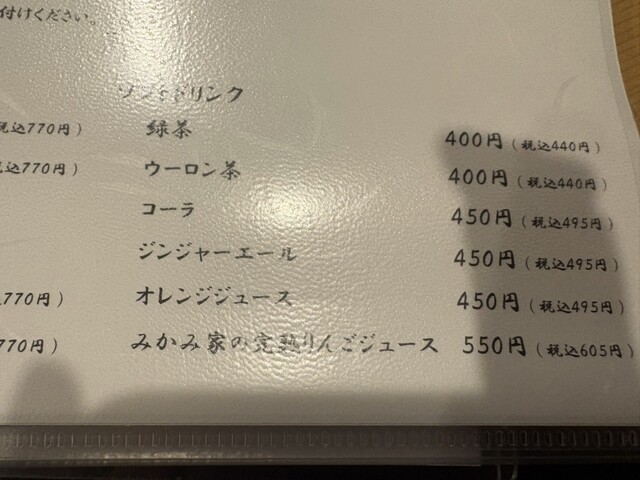 付けください。
ソフトドリンク
税込770円）
緑茶 400円（税込440円）
税込770円）
ウーロン茶 400円（税込440円）
コーラ 450円（税込495円）
ジンジャーエール 450円（税込495円）
770円）
オレンジジュース 450円（税込495円）
770円）
みかみ家の完熟りんごジュース 550円（税込605円）